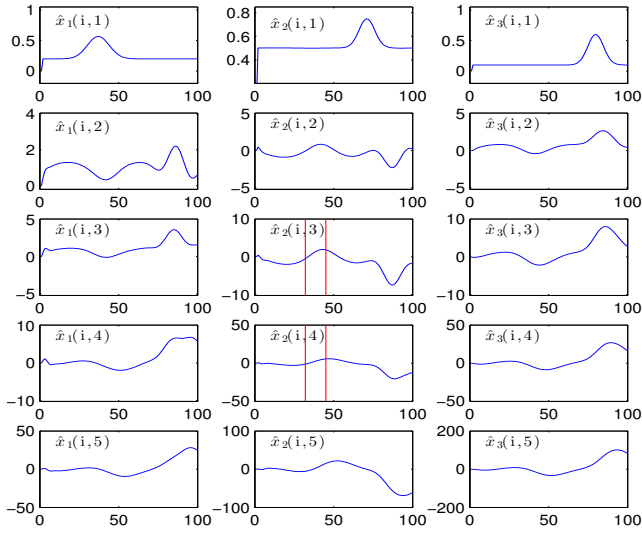 1
0.5
0
x̂₁(i,1)
0 50 100
0.8
0.6
0.4
x̂₂(i,1)
0 50 100
1
0.5
0
x̂₃(i,1)
0 50 100
4
2
0
x̂₁(i,2)
0 50 100
5
0
−5
x̂₂(i,2)
0 50 100
5
0
−5
x̂₃(i,2)
0 50 100
5
0
−5
x̂₁(i,3)
0 50 100
10
0
−10
x̂₂(i,3)
0 50 100
10
0
−10
x̂₃(i,3)
0 50 100
10
0
−10
x̂₁(i,4)
0 50 100
50
0
−50
x̂₂(i,4)
0 50 100
50
0
−50
x̂₃(i,4)
0 50 100
50
0
−50
x̂₁(i,5)
0 50 100
100
0
−100
x̂₂(i,5)
0 50 100
200
0
−200
x̂₃(i,5)
0 50 100